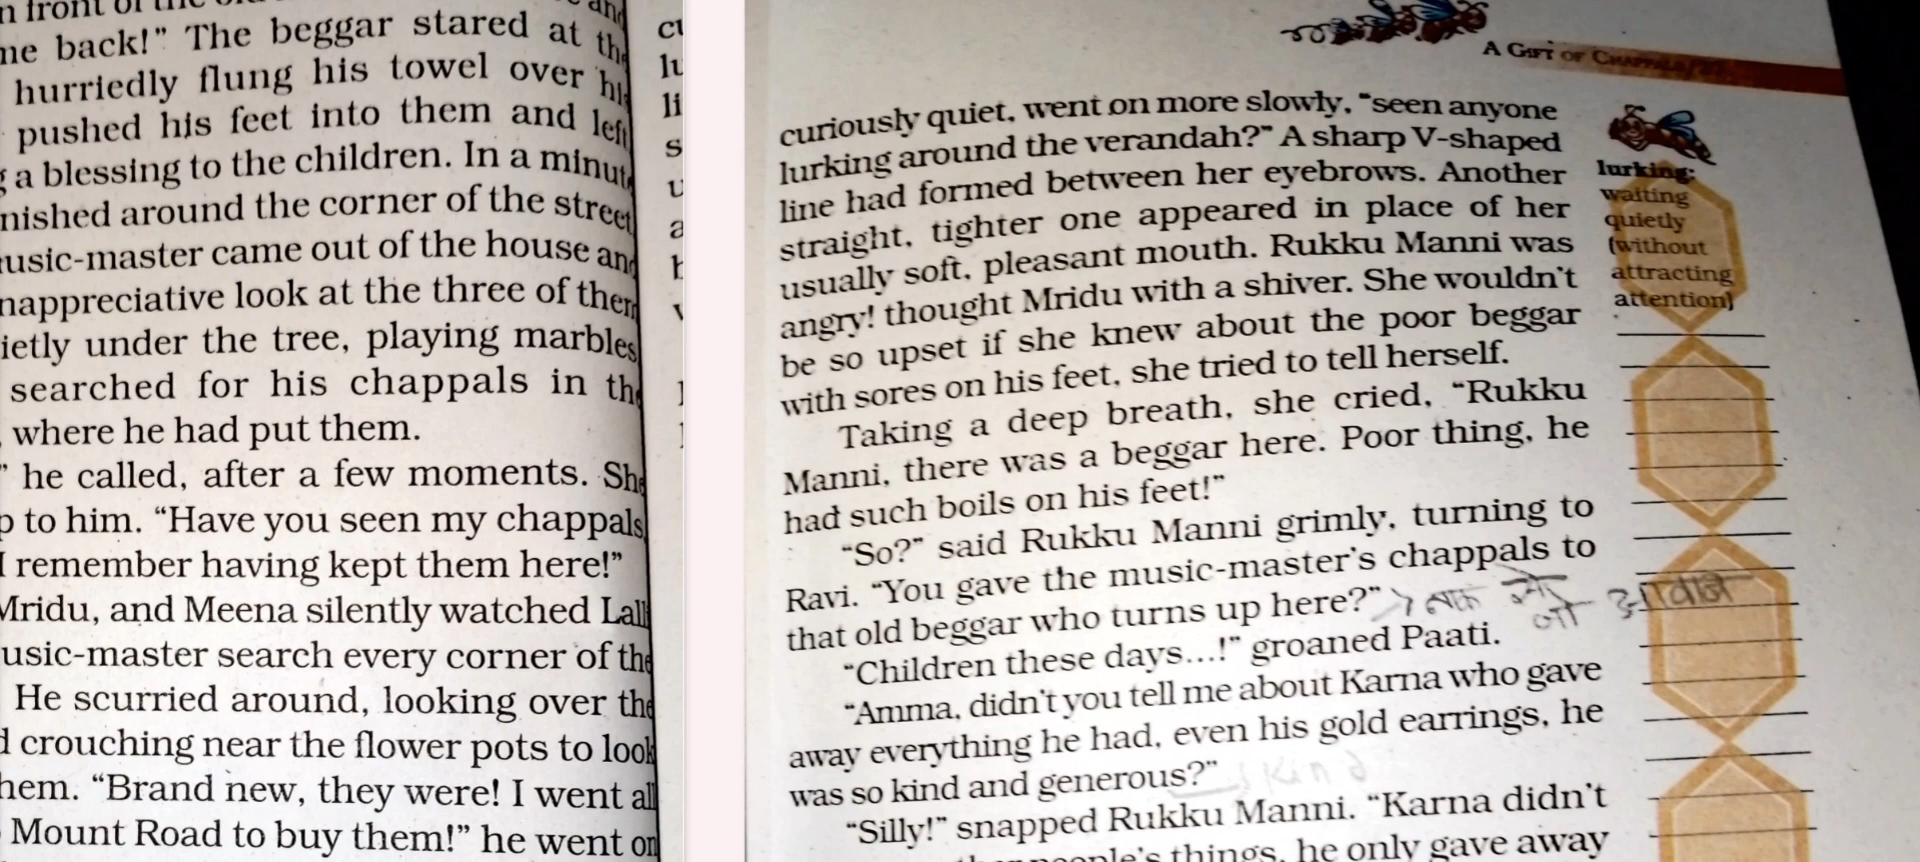 me back!" The beggar stared at
hurriedly flung his towel over
pushed his feet into them and left
a blessing to the children. In a minute
nished around the corner of the street
usic-master came out of the house and
nappreciative look at the three of them
ietly under the tree, playing marbles
searched for his chappals in the
where he had put them.
" he called, after a few moments. She
p to him. "Have you seen my chappals
I remember having kept them here!"
Mridu, and Meena silently watched Lalli
usic-master search every corner of the
He scurried around, looking over the
d crouching near the flower pots to look
hem. "Brand new, they were! I went all
Mount Road to buy them!" he went on
A GIFT OF CHAPPALS
curiously quiet, went on more slowly, "seen anyone
lurking around the verandah?" A sharp V-shaped
line had formed between her eyebrows. Another
straight, tighter one appeared in place of her
usually soft, pleasant mouth. Rukku Manni was
angry! thought Mridu with a shiver. She wouldn't
be so upset if she knew about the poor beggar
with sores on his feet, she tried to tell herself.
Taking a deep breath, she cried, "Rukku
Manni, there was a beggar here. Poor thing, he
had such boils on his feet!"
"So?" said Rukku Manni grimly, turning to
Ravi. "You gave the music-master's chappals to
that old beggar who turns up here?"
"Children these days...!" groaned Paati.
"Amma, didn't you tell me about Karna who gave
away everything he had, even his gold earrings, he
was so kind and generous?"
kind
"Silly!" snapped Rukku Manni. "Karna didn't
people's things, he only gave away
lurking:
waiting
quietly
(without
attracting
attention)